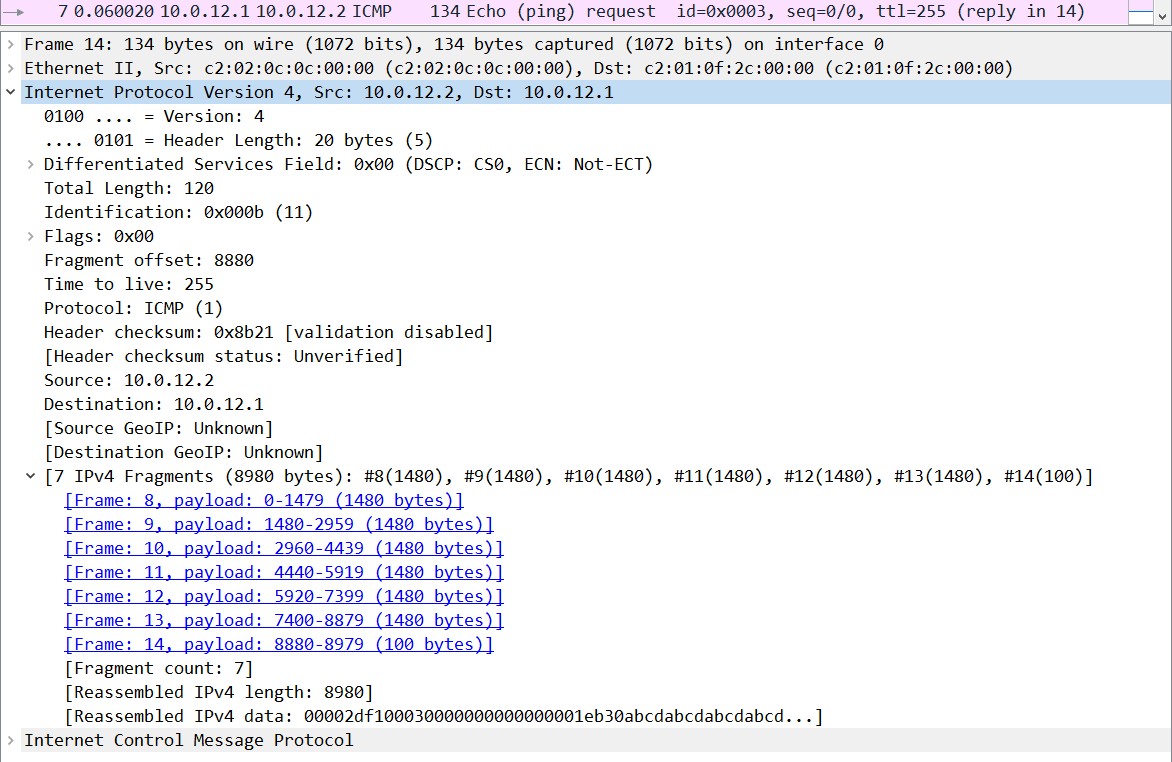 7 0.060020 10.0.12.1 10.0.12.2 ICMP 134 Echo (ping) request id=0x0003, seq=0/0, ttl=255 (reply in 14)
Frame 14: 134 bytes on wire (1072 bits), 134 bytes captured (1072 bits) on interface 0
Ethernet II, Src: c2:02:0c:0c:00:00 (c2:02:0c:0c:00:00), Dst: c2:01:0f:2c:00:00 (c2:01:0f:2c:00:00)
Internet Protocol Version 4, Src: 10.0.12.2, Dst: 10.0.12.1
0100 .... = Version: 4
.... 0101 = Header Length: 20 bytes (5)
Differentiated Services Field: 0x00 (DSCP: CS0, ECN: Not-ECT)
Total Length: 120
Identification: 0x000b (11)
Flags: 0x00
Fragment offset: 8880
Time to live: 255
Protocol: ICMP (1)
Header checksum: 0x8b21 [validation disabled]
[Header checksum status: Unverified]
Source: 10.0.12.2
Destination: 10.0.12.1
[Source GeoIP: Unknown]
[Destination GeoIP: Unknown]
[7 IPv4 Fragments (8980 bytes): #8(1480), #9(1480), #10(1480), #11(1480), #12(1480), #13(1480), #14(100)]
[Frame: 8, payload: 0-1479 (1480 bytes)]
[Frame: 9, payload: 1480-2959 (1480 bytes)]
[Frame: 10, payload: 2960-4439 (1480 bytes)]
[Frame: 11, payload: 4440-5919 (1480 bytes)]
[Frame: 12, payload: 5920-7399 (1480 bytes)]
[Frame: 13, payload: 7400-8879 (1480 bytes)]
[Frame: 14, payload: 8880-8979 (100 bytes)]
[Fragment count: 7]
[Reassembled IPv4 length: 8980]
[Reassembled IPv4 data: 00002df100030000000000000001eb30abcdabcdabcdabcd...]
Internet Control Message Protocol